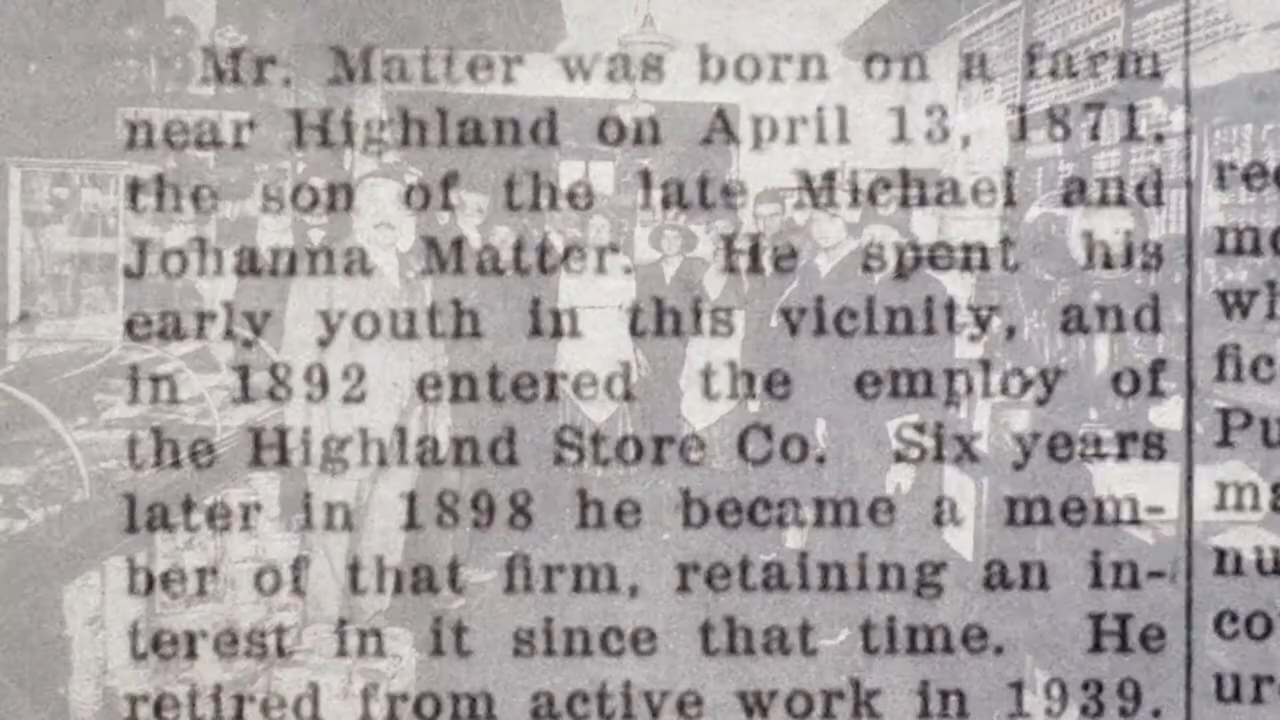 Mr. Matter was born on a farm
near Highland on April 13, 1871,
the son of the late Michael and
Johanna Matter. He spent his
early youth in this vicinity, and
in 1892 entered the employ of
the Highland Store Co. Six years
later in 1898 he became a mem-
ber of that firm, retaining an in-
terest in it since that time. He
retired from active work in 1939.